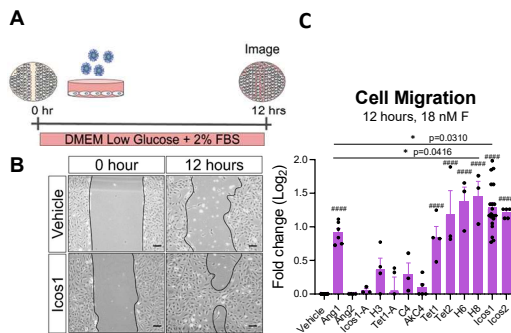 A
Image
0 hr
12 hrs
DMEM Low Glucose + 2% FBS
B
0 hour
12 hours
Vehicle
Icos1
C
Cell Migration
12 hours, 18 nM F
* p=0.0310
* p=0.0416
####
####
####
####
####
####
####
Fold change (Log2)
2.0
1.5
1.0
0.5
0.0
Vehicle
Ang1
Ang2
Icos1-A
H3
Tet1-A
C4
AkC4
Tet1
Tet2
H6
H8
Icos1
Icos2